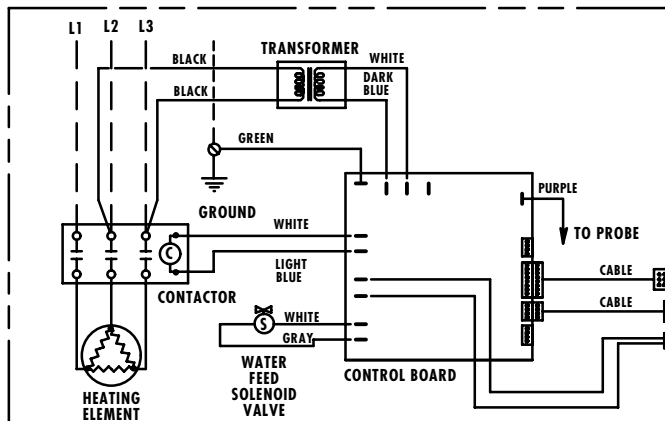 L1 L2 L3
TRANSFORMER
BLACK
WHITE
DARK
BLUE
BLACK
GREEN
GROUND
PURPLE
TO PROBE
WHITE
LIGHT
BLUE
C
CONTACTOR
CABLE
CABLE
S
WHITE
GRAY
WATER
FEED
SOLENOID
VALVE
CONTROL BOARD
HEATING
ELEMENT